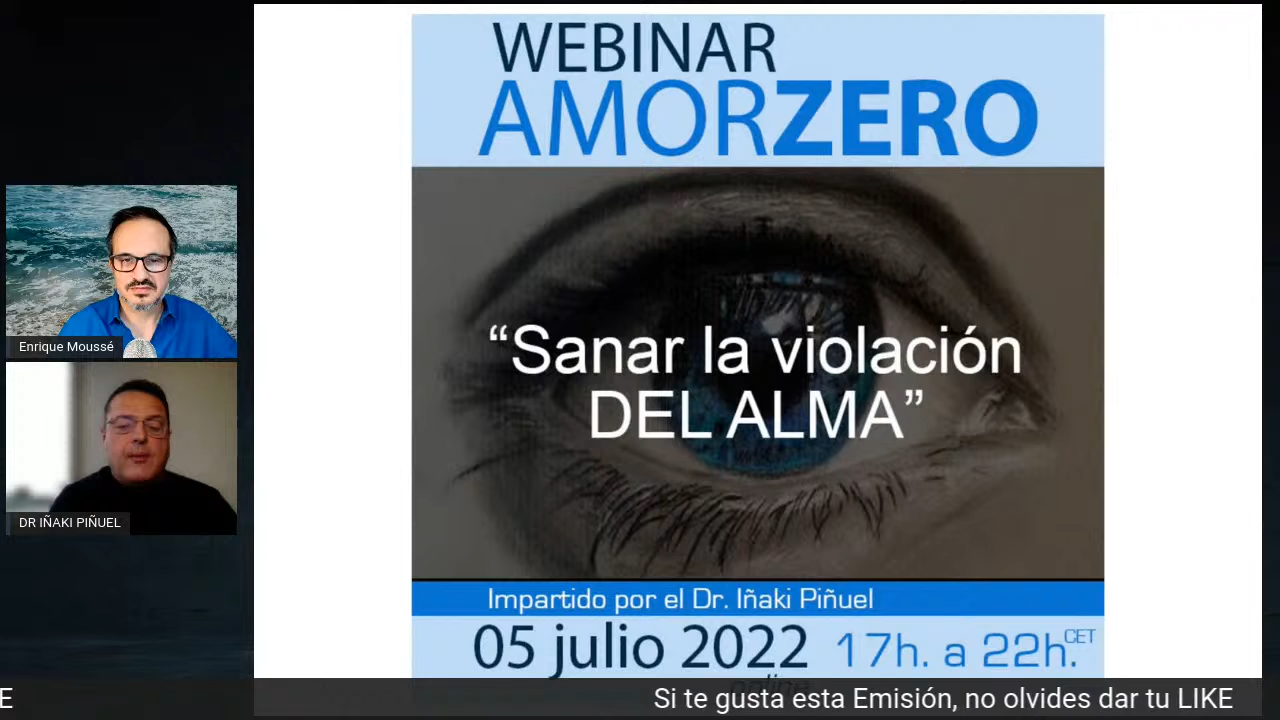 WEBINAR
AMORZERO
“Sanar la violación
DEL ALMA”
Impartido por el Dr. Iñaki Piñuel
05 julio 2022 17h. a 22h. CET
online
Enrique Moussé
DR IÑAKI PIÑUEL
E Si te gusta esta Emisión, no olvides dar tu LIKE